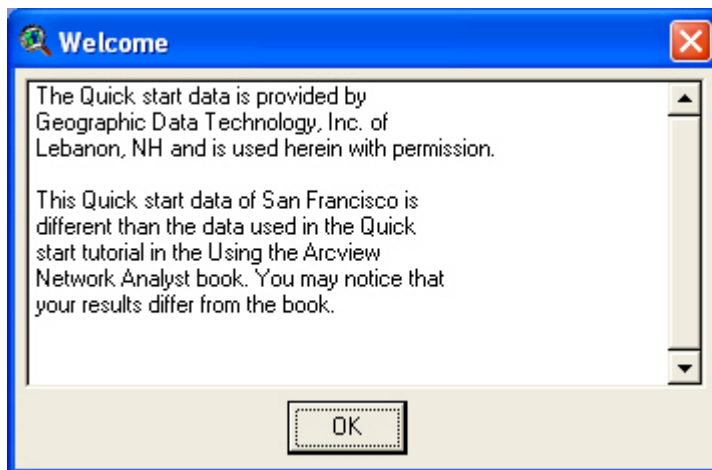 Welcome
The Quick start data is provided by
Geographic Data Technology, Inc. of
Lebanon, NH and is used herein with permission.
This Quick start data of San Francisco is
different than the data used in the Quick
start tutorial in the Using the Arcview
Network Analyst book. You may notice that
your results differ from the book.
OK